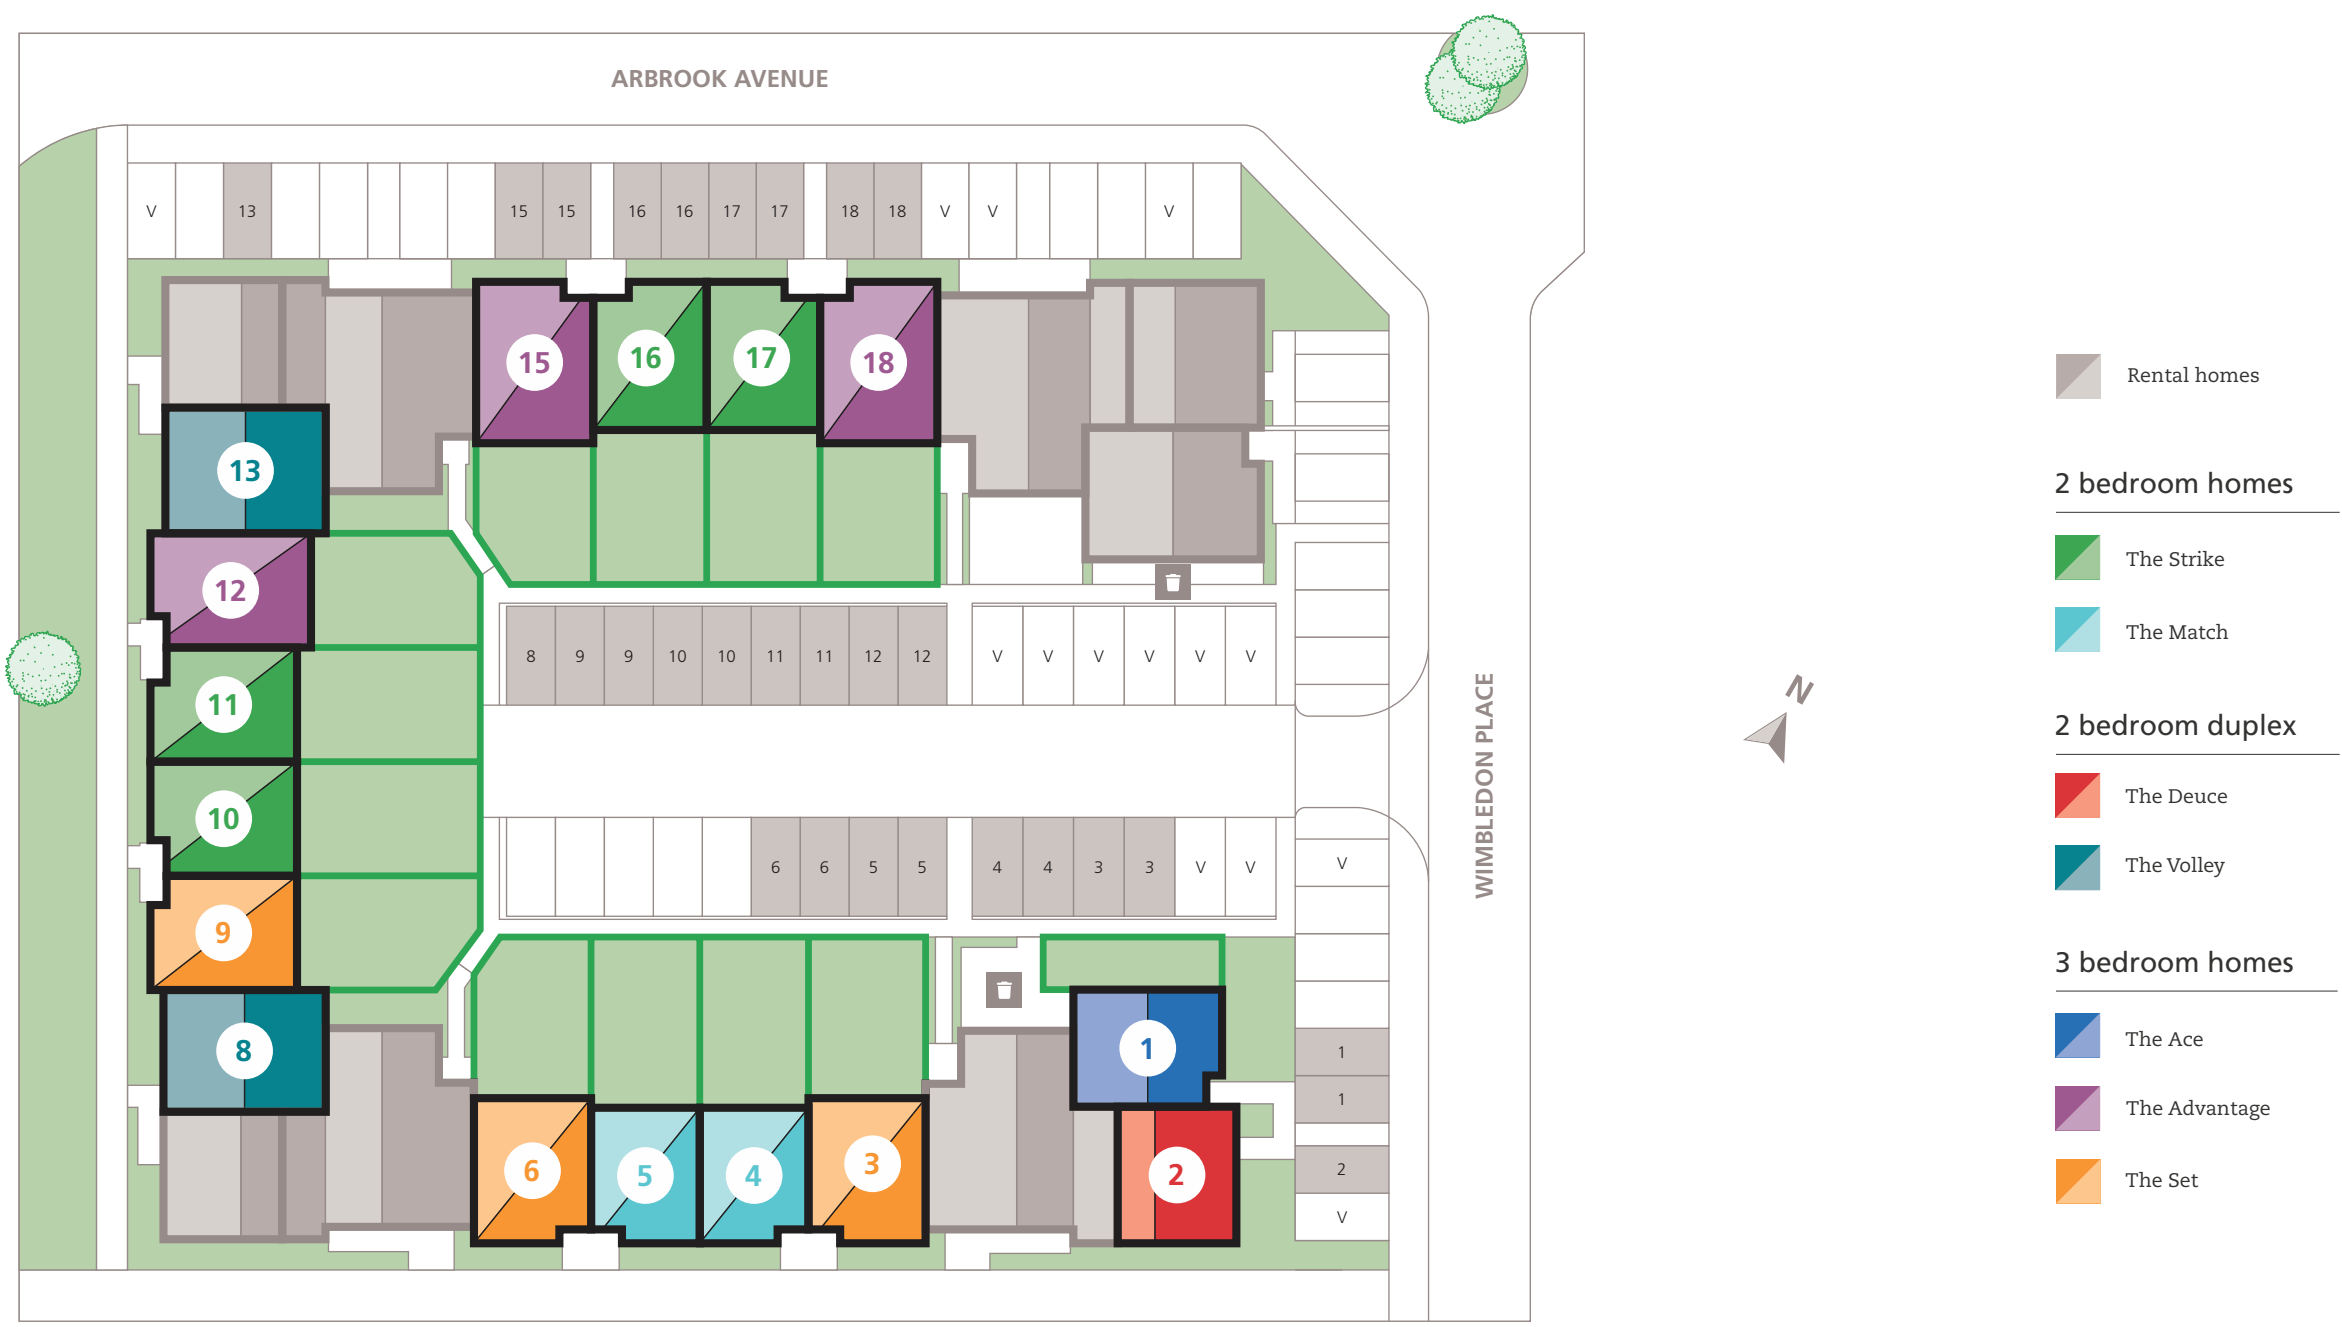 ARBROOK AVENUE
V 13 15 15 16 16 17 17 18 18 V V V
15 16 17 18
13
12
8 9 9 10 10 11 11 12 12 V V V V V V
11
10
6 6 5 5 4 4 3 3 V V V
9
8
1
1
1
6 5 4 3 2
2
V
WIMBLEDON PLACE
N
Rental homes
2 bedroom homes
The Strike
The Match
2 bedroom duplex
The Deuce
The Volley
3 bedroom homes
The Ace
The Advantage
The Set